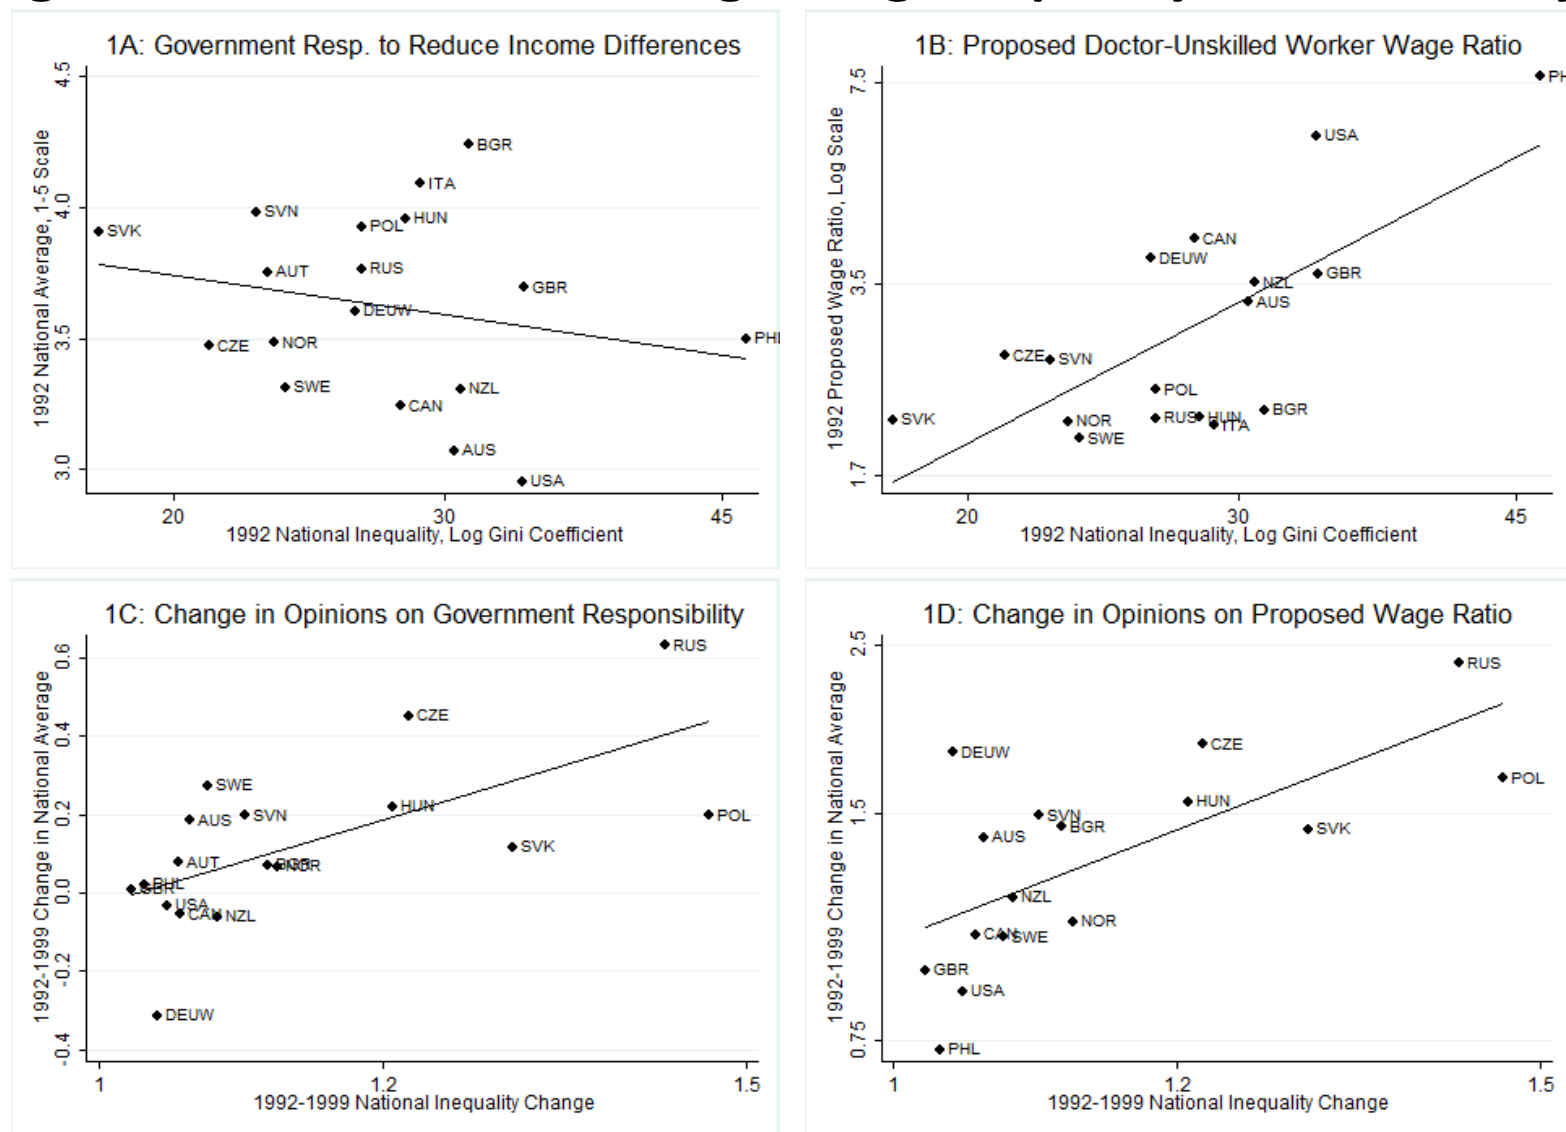 1A: Government Resp. to Reduce Income Differences
1992 National Average, 1-5 Scale
4.5
4.0
3.5
3.0
BGR
ITA
SVN
HUN
POL
SVK
AUT
RUS
GBR
DEUW
CZE
NOR
PHL
SWE
NZL
CAN
AUS
USA
20
30
45
1992 National Inequality, Log Gini Coefficient
1B: Proposed Doctor-Unskilled Worker Wage Ratio
1992 Proposed Wage Ratio, Log Scale
7.5
3.5
1.7
USA
CAN
DEUW
GBR
NZL
AUS
CZE
SVN
POL
BGR
SVK
NOR
RUS
HUN
ITA
SWE
20
30
45
1992 National Inequality, Log Gini Coefficient
1C: Change in Opinions on Government Responsibility
1992-1999 Change in National Average
0.6
0.4
0.2
0.0
-0.2
-0.4
RUS
CZE
SWE
HUN
AUS
SVN
POL
SVK
AUT
BGR
NOR
PHL
GBR
USA
CAN
NZL
DEUW
1
1.2
1.5
1992-1999 National Inequality Change
1D: Change in Opinions on Proposed Wage Ratio
1992-1999 Change in National Average
2.5
1.5
0.75
RUS
CZE
DEUW
POL
HUN
SVN
BGR
SVK
AUS
NZL
NOR
CAN
SWE
GBR
USA
PHL
1
1.2
1.5
1992-1999 National Inequality Change